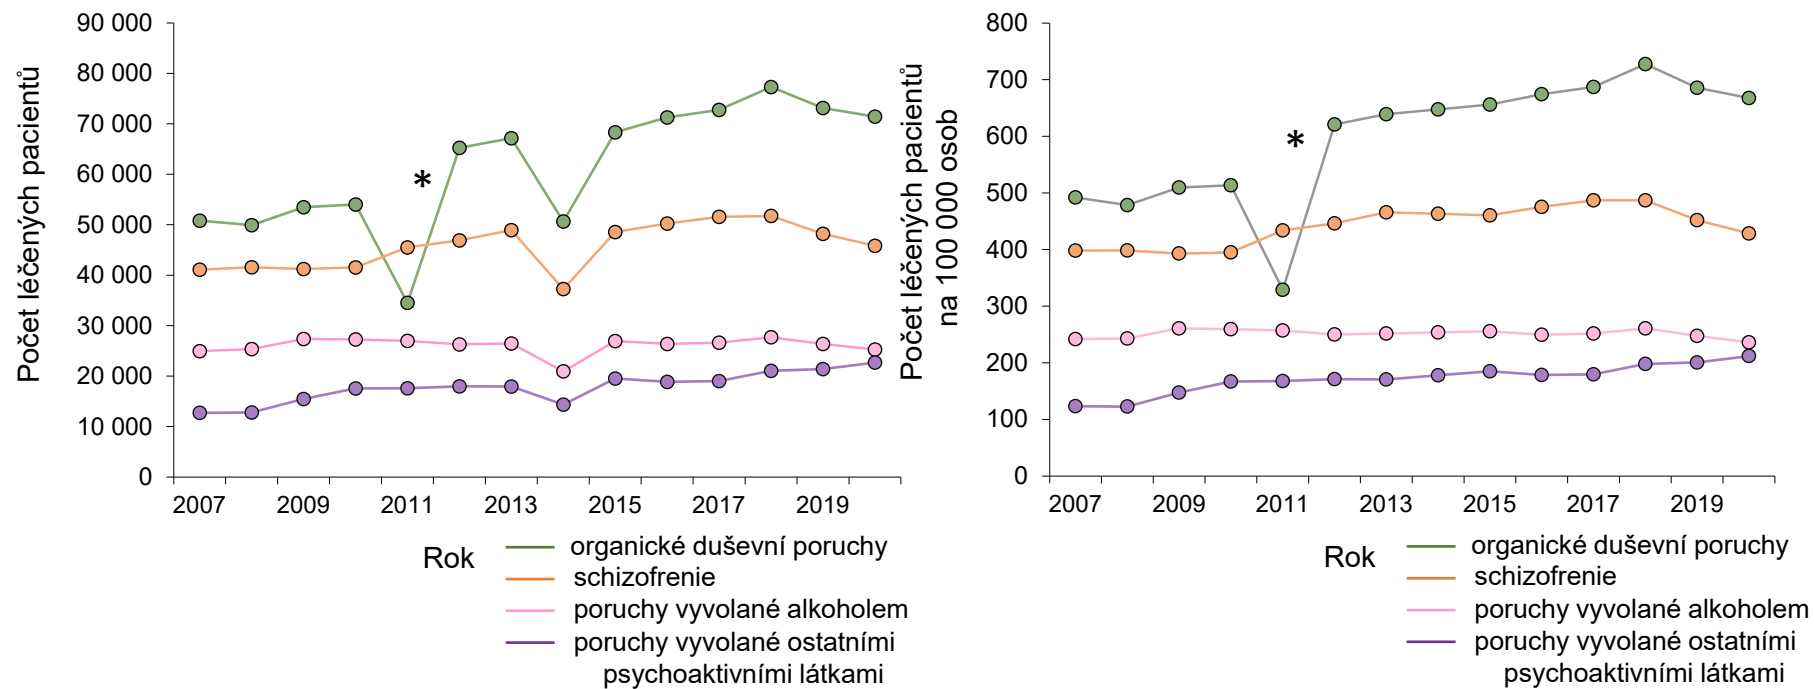 Počet léčených pacientů
90 000
80 000
70 000
60 000
50 000
40 000
30 000
20 000
10 000
0
*
2007
2009
2011
2013
2015
2017
2019
Rok
organické duševní poruchy
schizofrenie
poruchy vyvolané alkoholem
poruchy vyvolané ostatními
psychoaktivními látkami
Počet léčených pacientů
na 100 000 osob
800
700
600
500
400
300
200
100
0
*
2007
2009
2011
2013
2015
2017
2019
Rok
organické duševní poruchy
schizofrenie
poruchy vyvolané alkoholem
poruchy vyvolané ostatními
psychoaktivními látkami